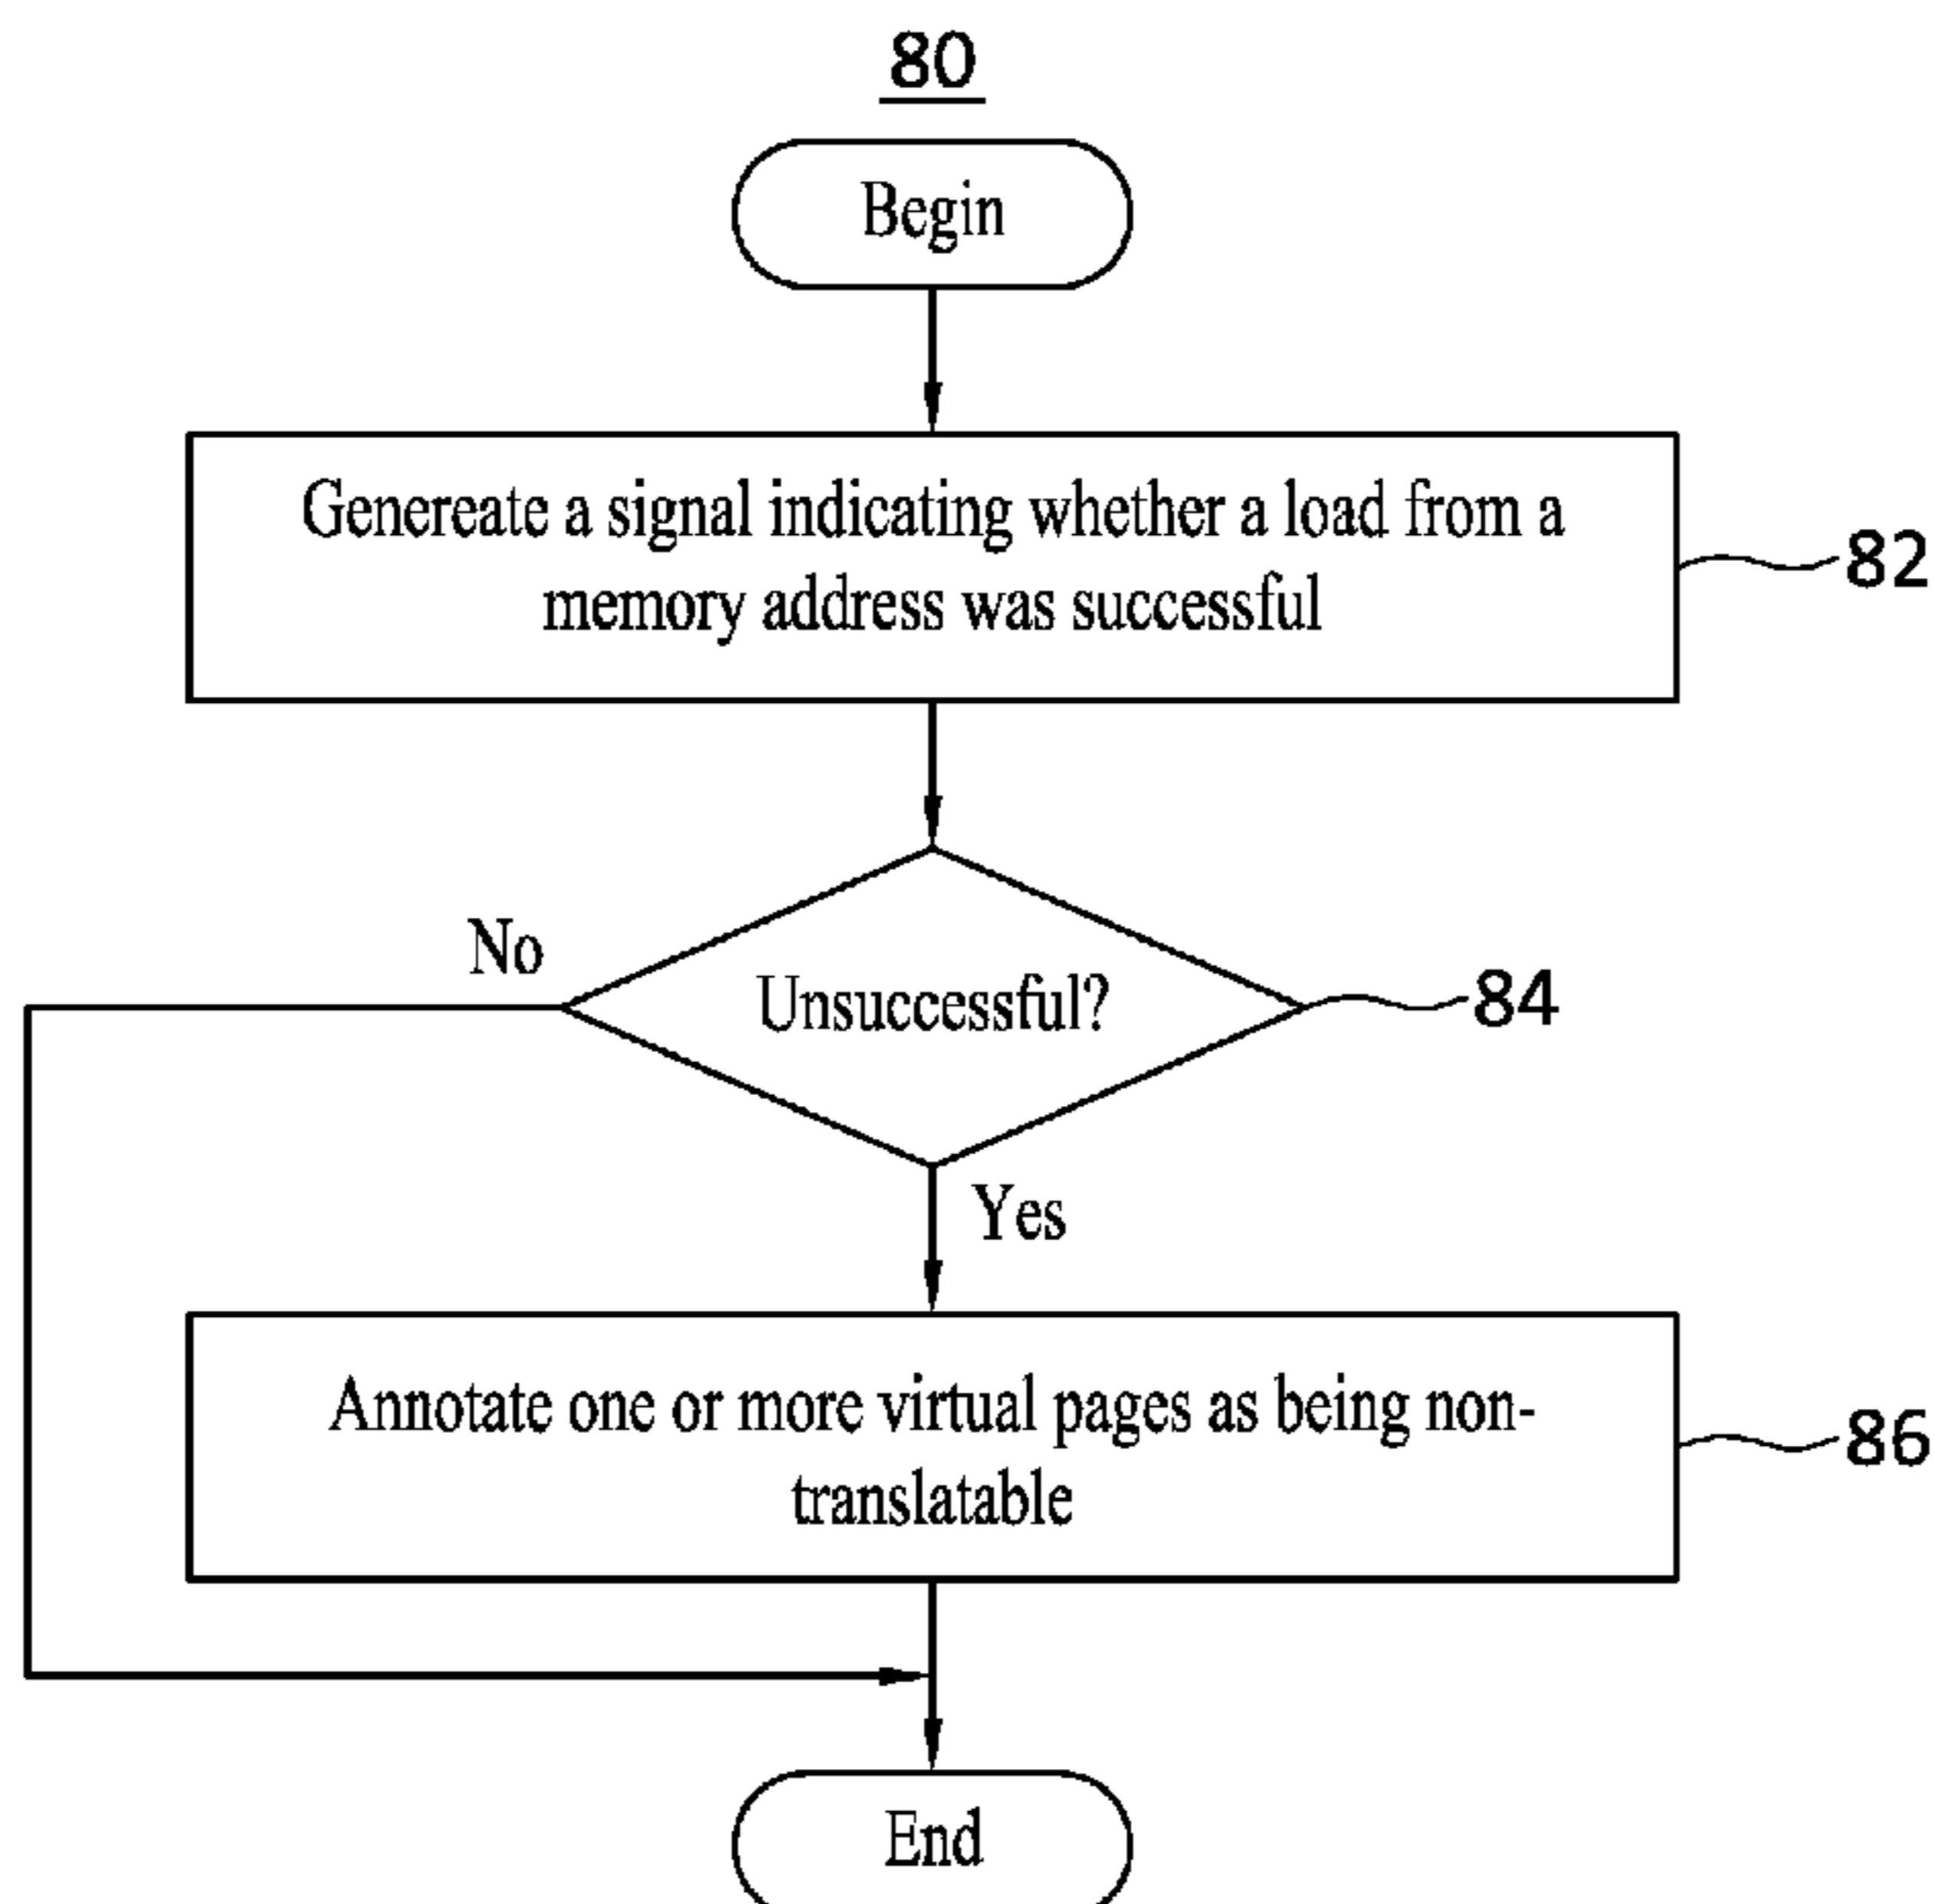 80
Begin
Genereate a signal indicating whether a load from a
memory address was successful
82
No
Unsuccessful?
84
Yes
Annotate one or more virtual pages as being non-
translatable
86
End